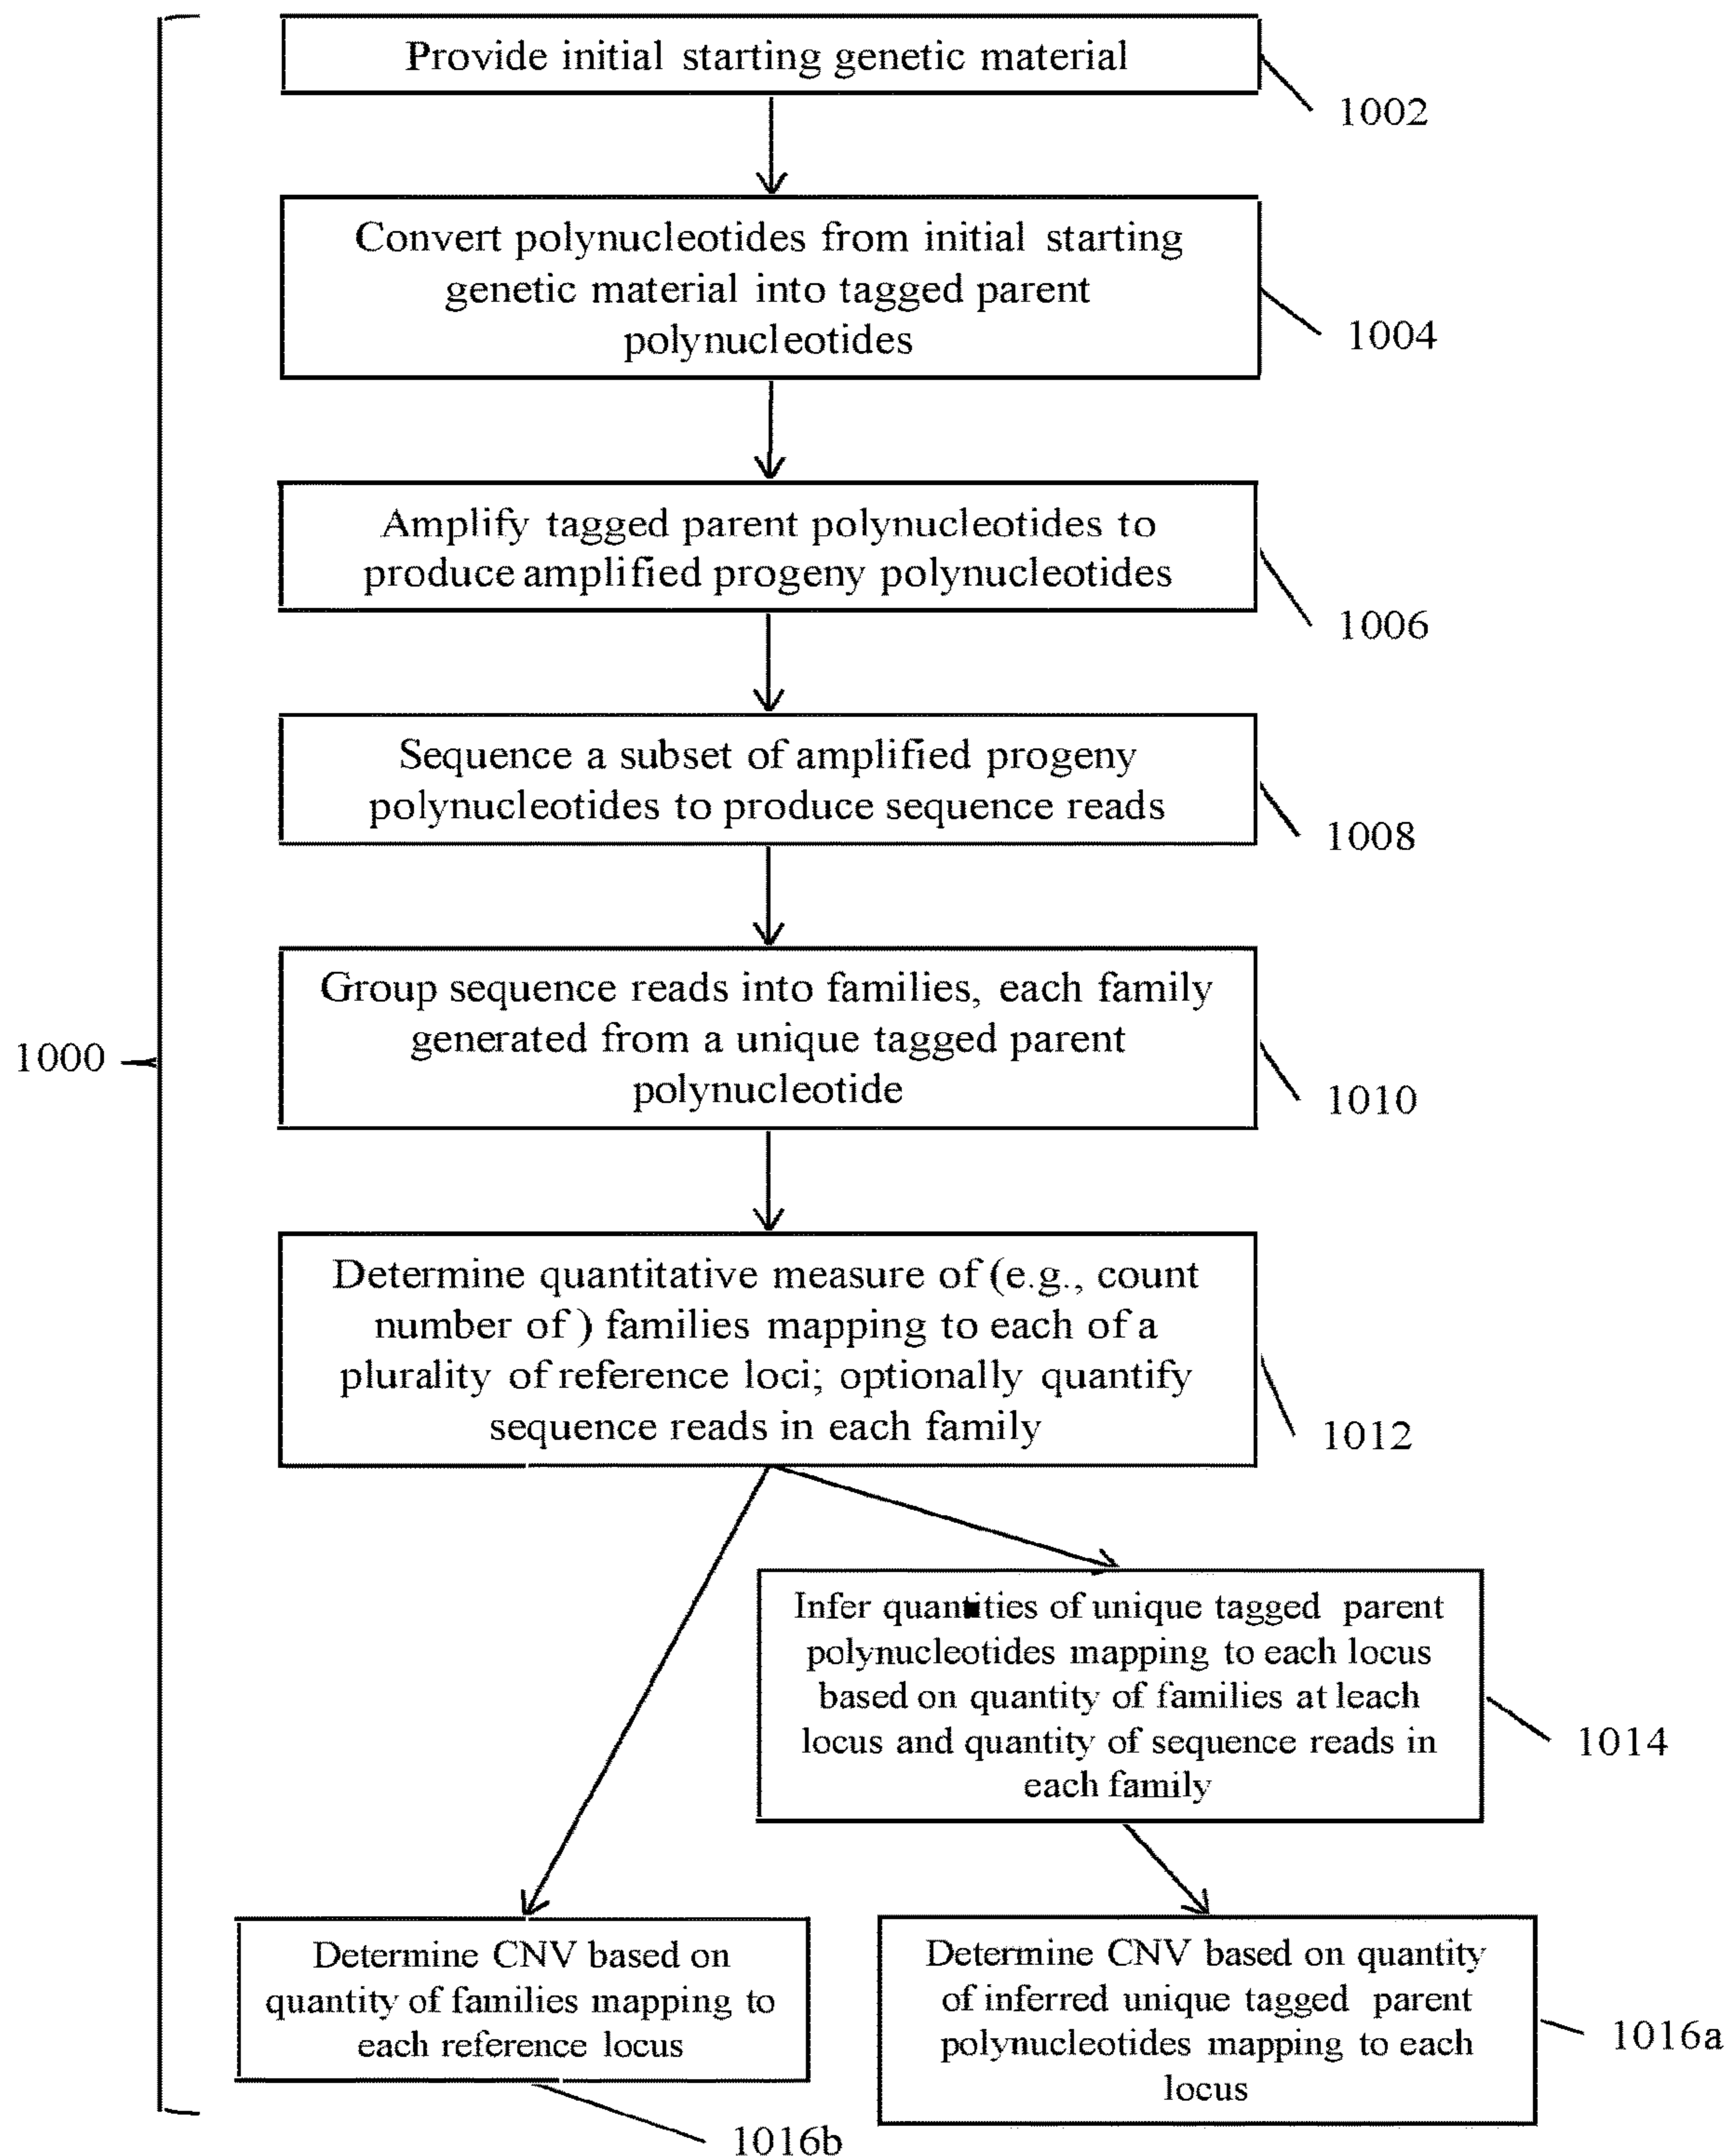 Provide initial starting genetic material
1002
Convert polynucleotides from initial starting
genetic material into tagged parent
polynucleotides
1004
Amplify tagged parent polynucleotides to
produce amplified progeny polynucleotides
1006
Sequence a subset of amplified progeny
polynucleotides to produce sequence reads
1008
Group sequence reads into families, each family
generated from a unique tagged parent
polynucleotide
1000
1010
Determine quantitative measure of (e.g., count
number of ) families mapping to each of a
plurality of reference loci; optionally quantify
sequence reads in each family
1012
Infer quantities of unique tagged parent
polynucleotides mapping to each locus
based on quantity of families at leach
locus and quantity of sequence reads in
each family
1014
Determine CNV based on
quantity of families mapping to
each reference locus
1016b
Determine CNV based on quantity
of inferred unique tagged parent
polynucleotides mapping to each
locus
1016a